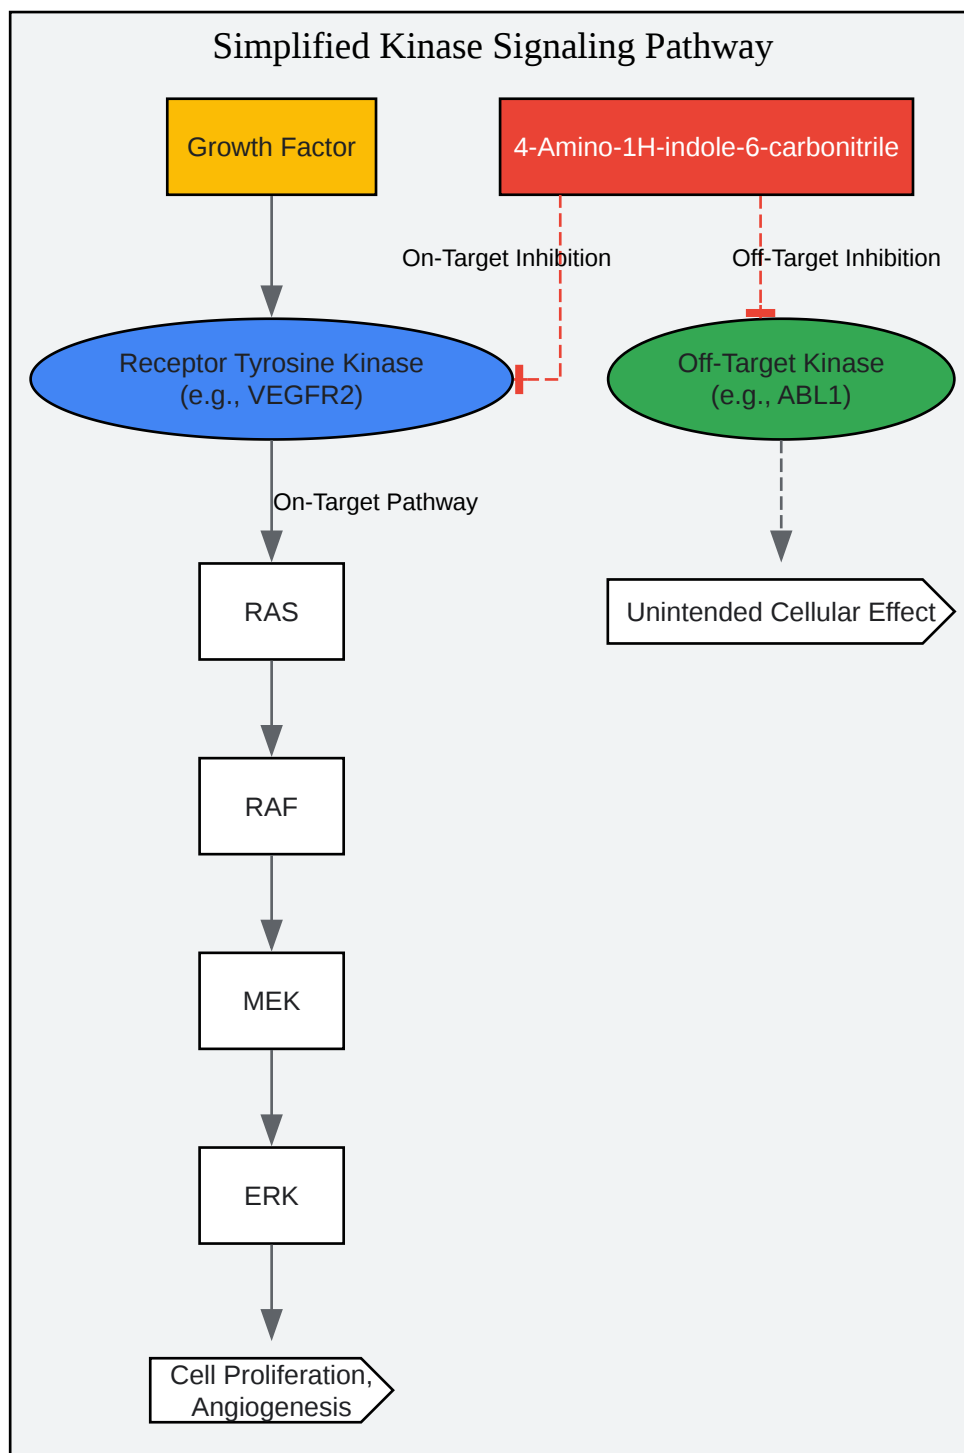 Simplified Kinase Signaling Pathway
Growth Factor
4-Amino-1H-indole-6-carbonitrile
On-Target Inhibition
Off-Target Inhibition
Receptor Tyrosine Kinase
(e.g., VEGFR2)
Off-Target Kinase
(e.g., ABL1)
On-Target Pathway
RAS
Unintended Cellular Effect
RAF
MEK
ERK
Cell Proliferation,
Angiogenesis